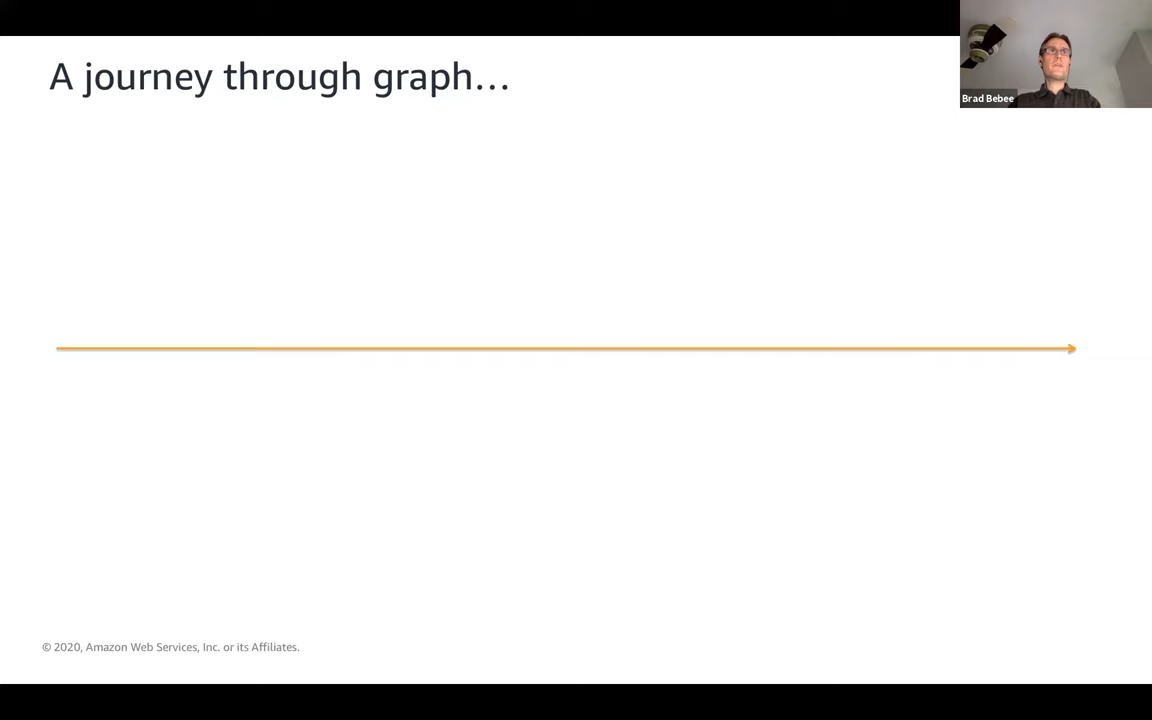 A journey through graph...
Brad Bebee
© 2020, Amazon Web Services, Inc. or its Affiliates.